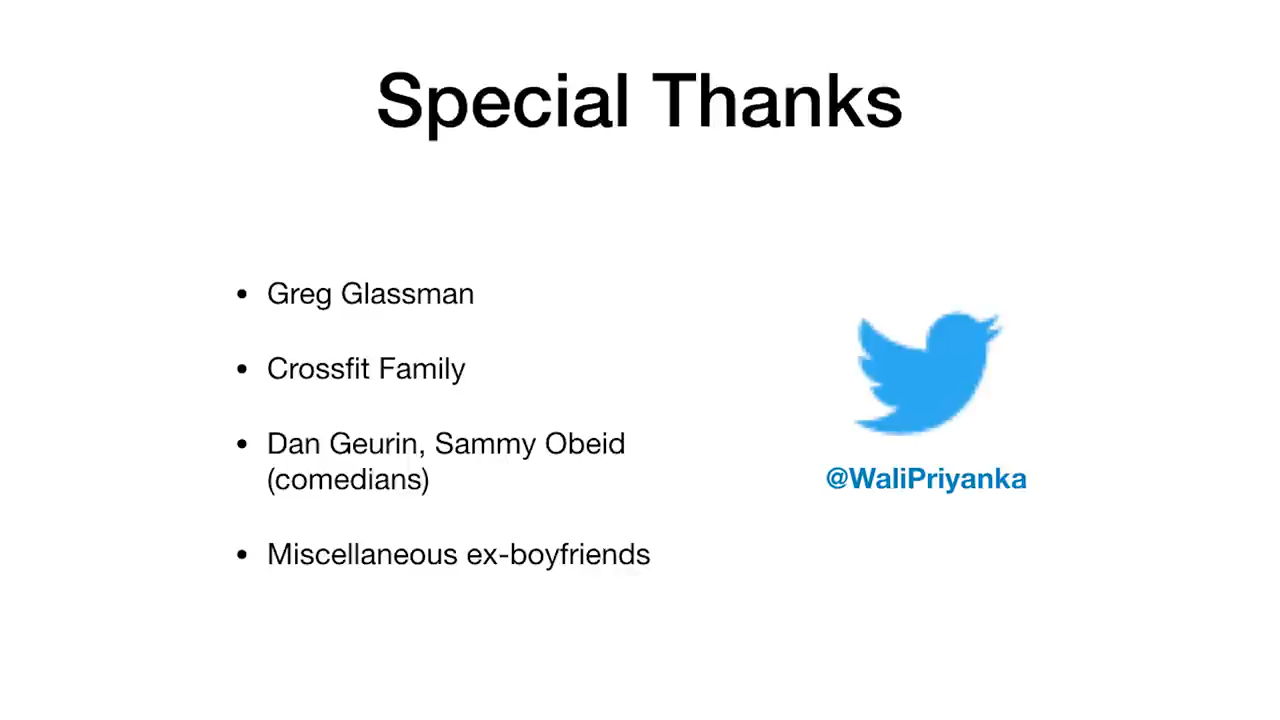 Special Thanks
• Greg Glassman
• Crossfit Family
• Dan Geurin, Sammy Obeid
(comedians)
• Miscellaneous ex-boyfriends
@WaliPriyanka